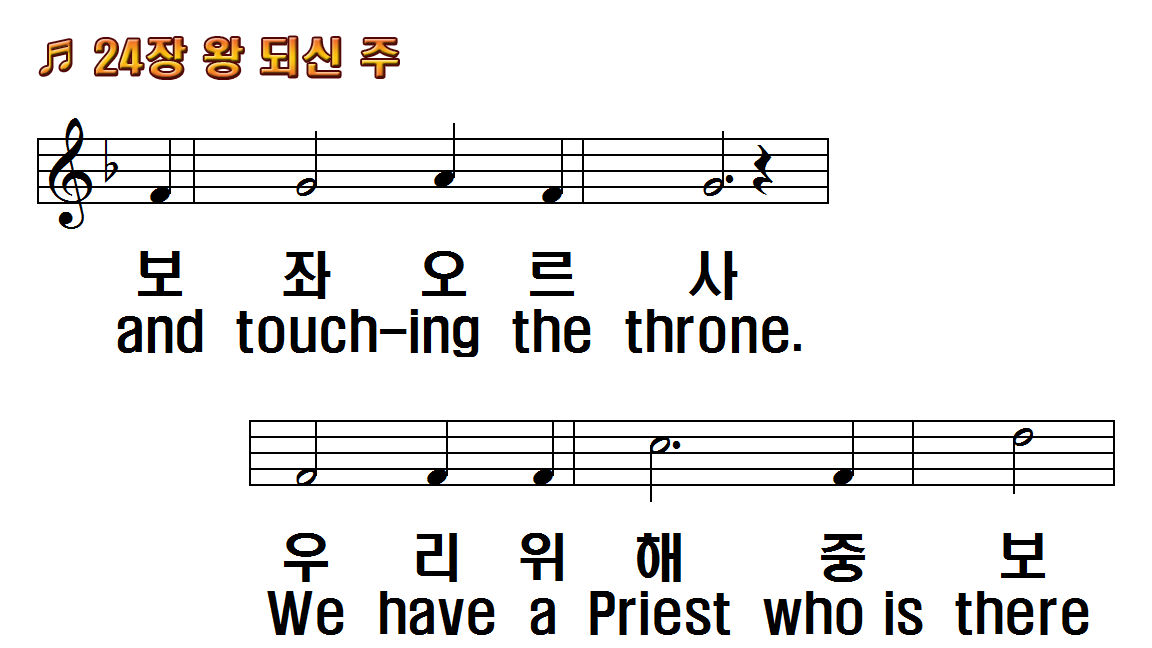 ♬ 24장 왕 되신 주
보 좌 오 르 사
and touch-ing the throne.
우 리 위 해 중 보
We have a Priest who is there